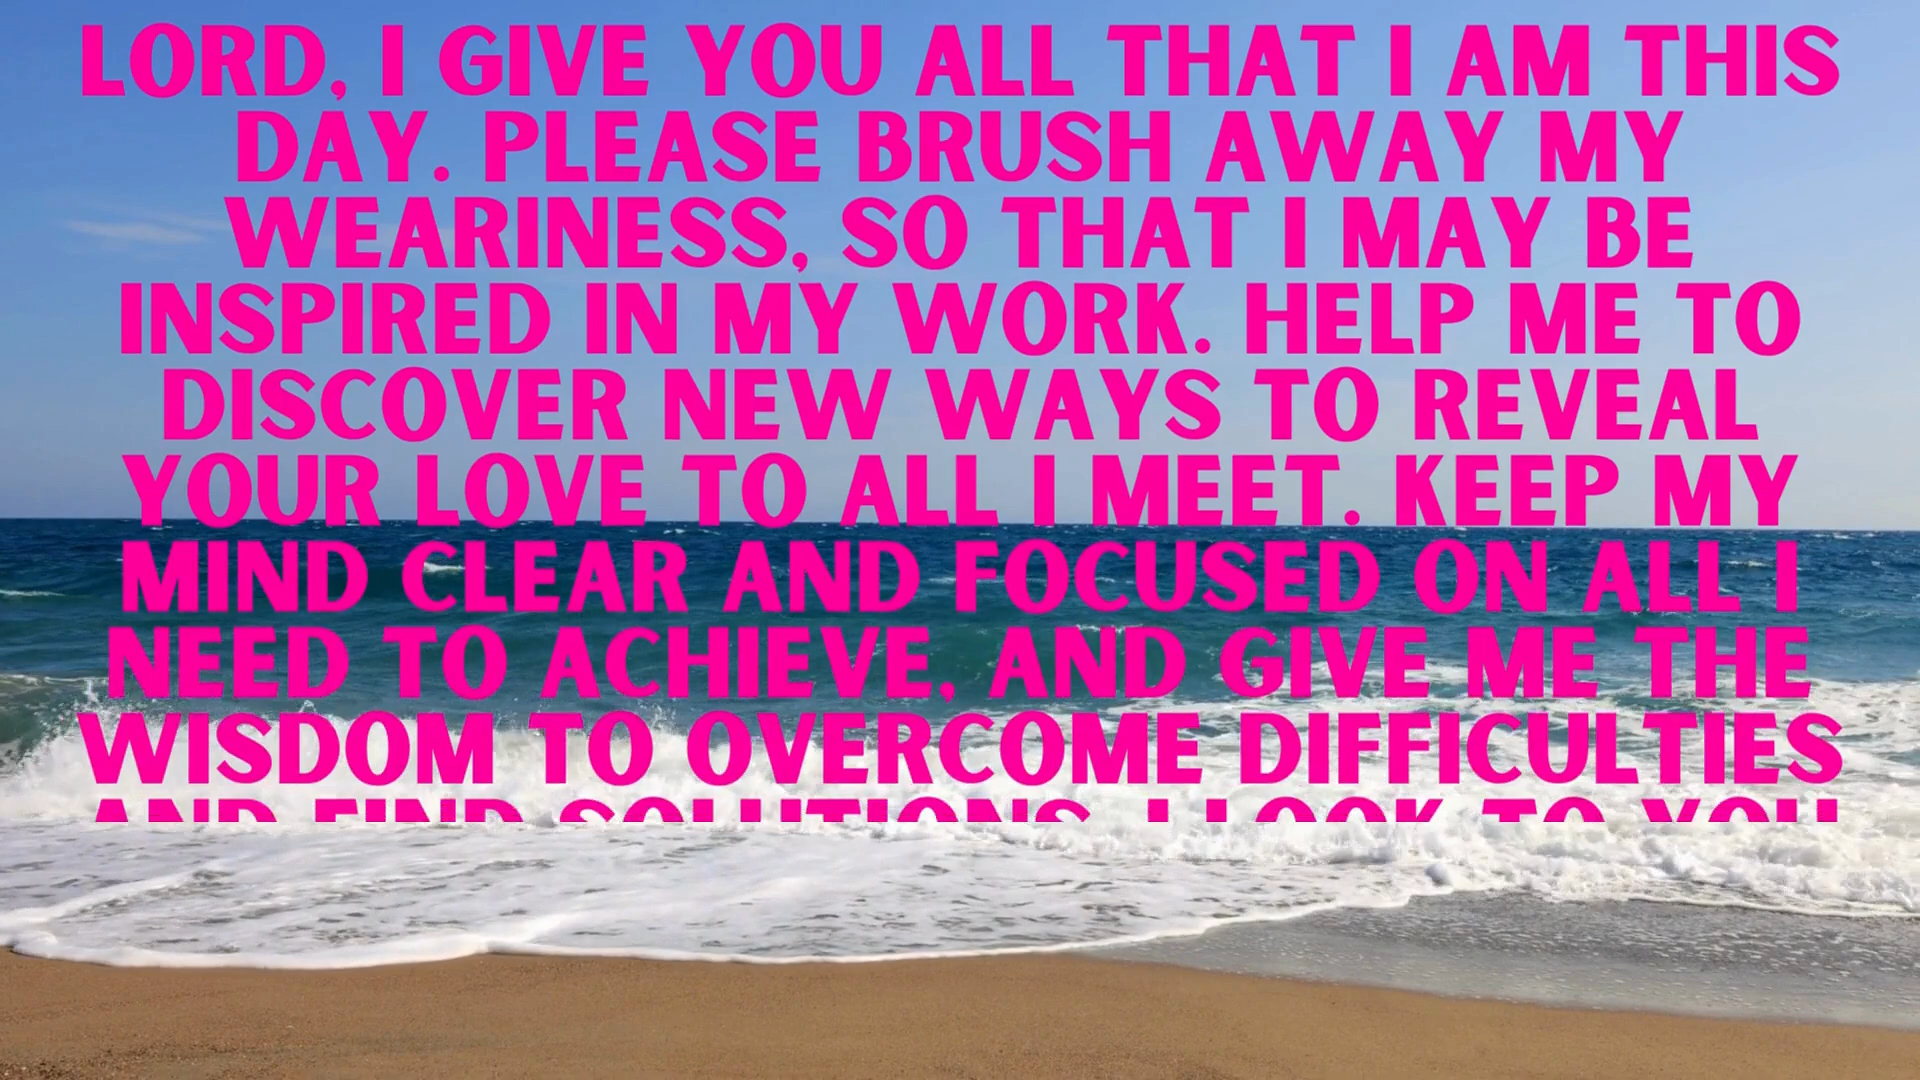 LORD, I GIVE YOU ALL THAT I AM THIS
DAY. PLEASE BRUSH AWAY MY
WEARINESS, SO THAT I MAY BE
INSPIRED IN MY WORK. HELP ME TO
DISCOVER NEW WAYS TO REVEAL
YOUR LOVE TO ALL I MEET. KEEP MY
MIND CLEAR AND FOCUSED ON ALL I
NEED TO ACHIEVE, AND GIVE ME THE
WISDOM TO OVERCOME DIFFICULTIES
AND FIND SOLUTIONS. I LOOK TO YOU